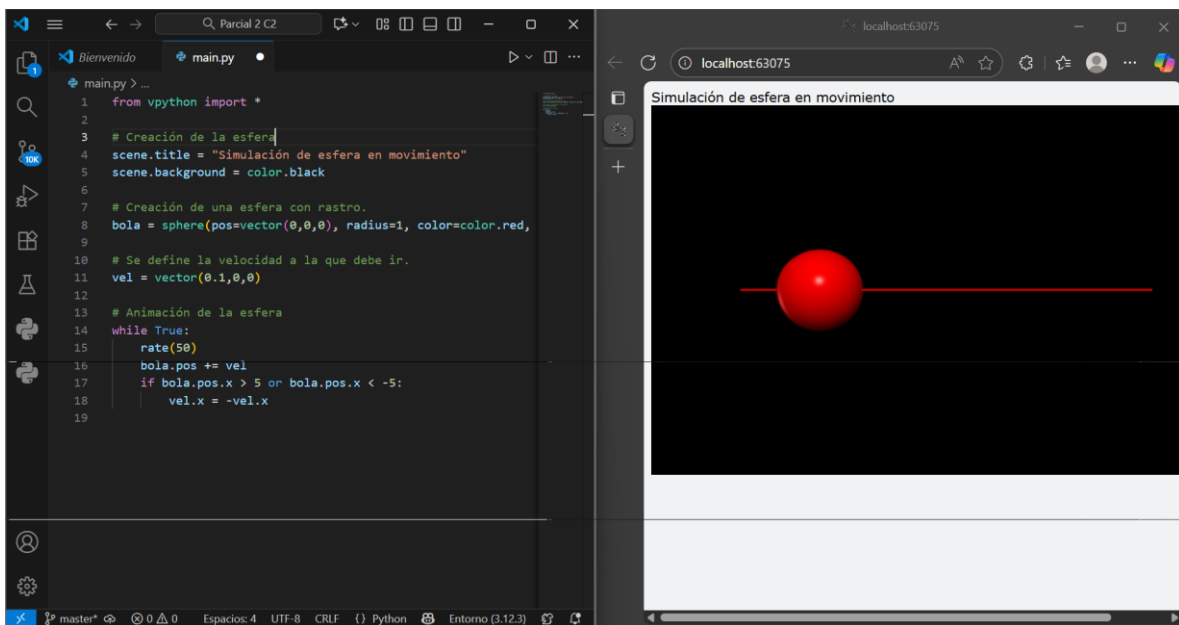 Parcial 2 C2
Bienvenido
main.py
main.py > ...
1 from vpython import *
2
3 # Creación de la esfera
4 scene.title = "Simulación de esfera en movimiento"
5 scene.background = color.black
6
7 # Creación de una esfera con rastro.
8 bola = sphere(pos=vector(0,0,0), radius=1, color=color.red,
9
10 # Se define la velocidad a la que debe ir.
11 vel = vector(0.1,0,0)
12
13 # Animación de la esfera
14 while True:
15     rate(50)
16     bola.pos += vel
17     if bola.pos.x > 5 or bola.pos.x < -5:
18         vel.x = -vel.x
19
1
10K
master* 0 0 Espacios: 4 UTF-8 CRLF {} Python Entorno (3.12.3)
localhost:63075
localhost:63075
Simulación de esfera en movimiento